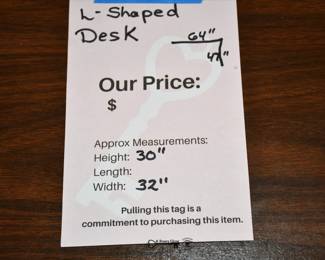 L-Shaped
Desk 64"
47"
Our Price:
$
Approx Measurements:
Height: 30"
Length:
Width: 32"
Pulling this tag is a
commitment to purchasing this item.